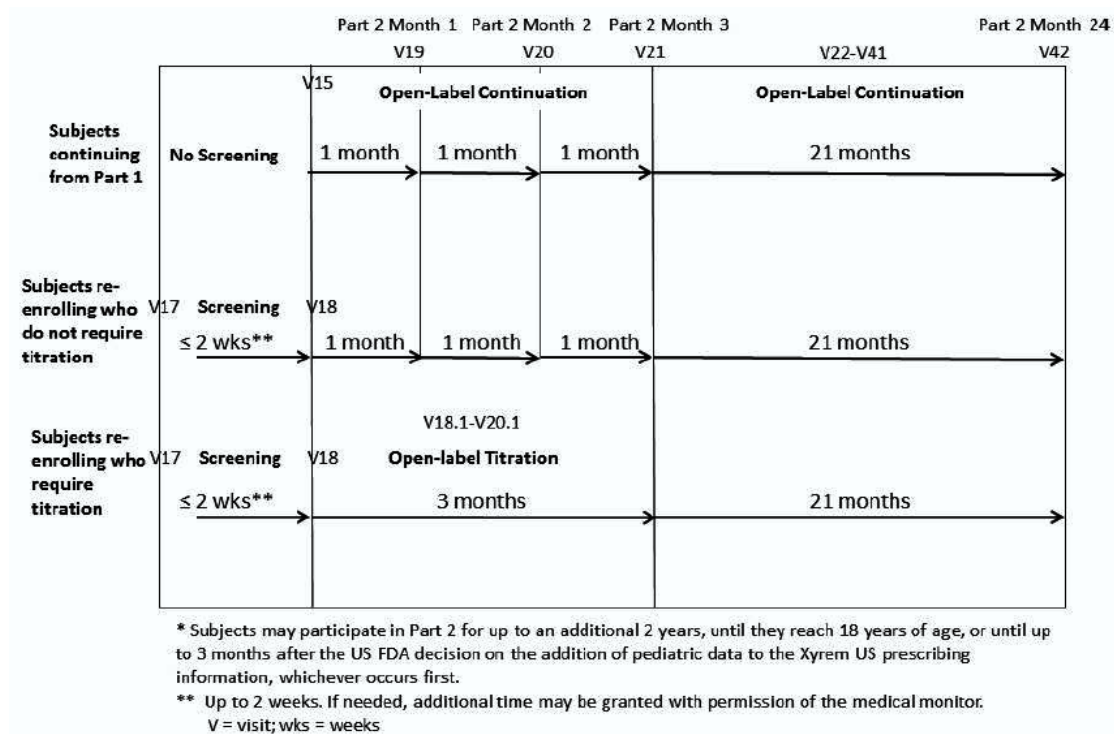 Part 2 Month 1 Part 2 Month 2 Part 2 Month 3 Part 2 Month 24
V19 V20 V21 V22-V41 V42
V15
Open-Label Continuation Open-Label Continuation
Subjects
continuing
from Part 1
No Screening 1 month 1 month 1 month 21 months
Subjects re-
enrolling who
do not require
titration
V17 Screening V18
≤ 2 wks** 1 month 1 month 1 month 21 months
V18.1-V20.1
Subjects re-
enrolling who
require
titration
V17 Screening V18 Open-label Titration
≤ 2 wks** 3 months 21 months
* Subjects may participate in Part 2 for up to an additional 2 years, until they reach 18 years of age, or until up
to 3 months after the US FDA decision on the addition of pediatric data to the Xyrem US prescribing
information, whichever occurs first.
** Up to 2 weeks. If needed, additional time may be granted with permission of the medical monitor.
V = visit; wks = weeks